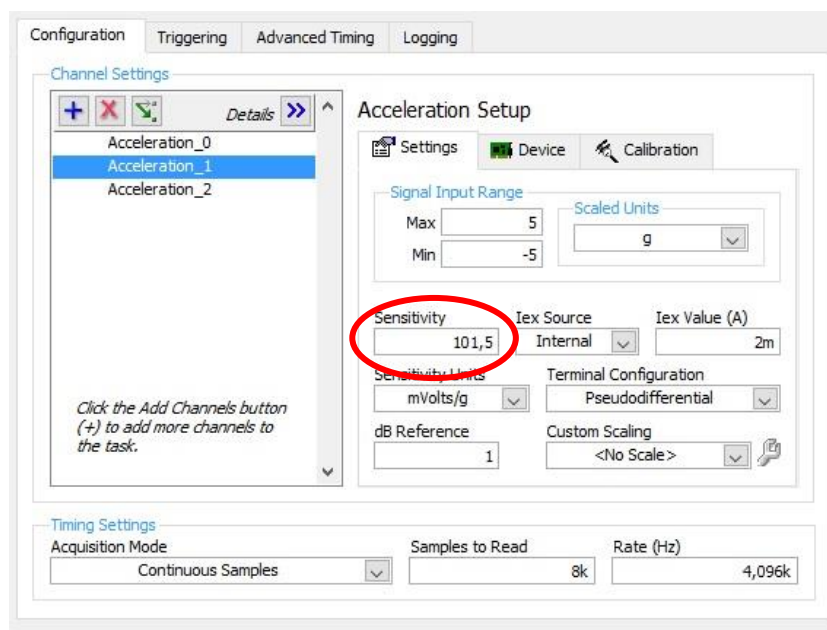 Configuration Triggering Advanced Timing Logging
Channel Settings
Details
Acceleration_0
Acceleration_1
Acceleration_2
Click the Add Channels button
(+) to add more channels to
the task.
Acceleration Setup
Settings Device Calibration
Signal Input Range
Max 5
Min -5
Scaled Units
g
Sensitivity Iex Source Iex Value (A)
101,5 Internal 2m
Sensitivity Units Terminal Configuration
mVolts/g Pseudodifferential
dB Reference Custom Scaling
1 <No Scale>
Timing Settings
Acquisition Mode Samples to Read Rate (Hz)
Continuous Samples 8k 4,096k